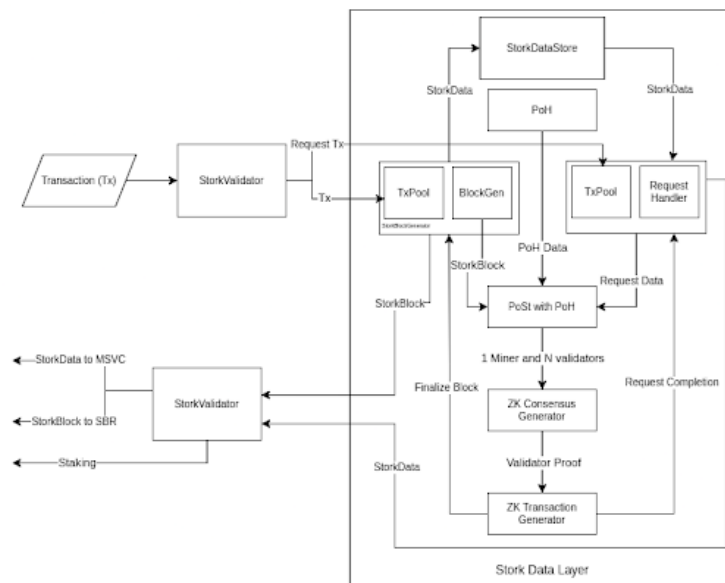 StorkDataStore
StorkData
StorkData
PoH
Request Tx
Transaction (Tx)
StorkValidator
TxPool
BlockGen
TxPool
Request
Handler
Tx
StorkBlockGenerator
PoH Data
StorkBlock
Request Data
StorkBlock
PoSt with PoH
StorkData to MSVC
1 Miner and N validators
StorkValidator
Finalize Block
Request Completion
ZK Consensus
Generator
StorkBlock to SBR
Staking
StorkData
Validator Proof
ZK Transaction
Generator
Stork Data Layer